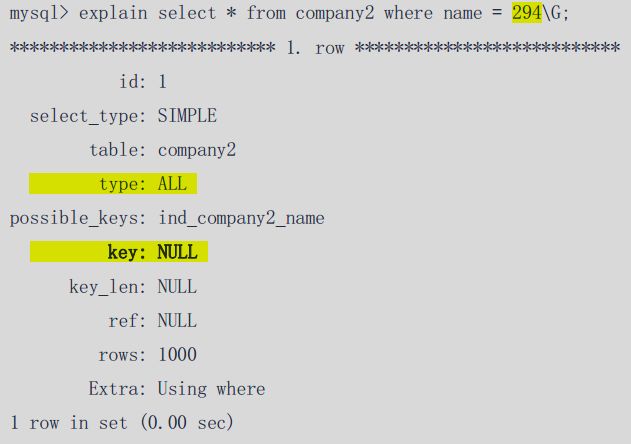 mysql> explain select * from company2 where name = 294\G;
*************************** 1. row ***************************
id: 1
select_type: SIMPLE
table: company2
type: ALL
possible_keys: ind_company2_name
key: NULL
key_len: NULL
ref: NULL
rows: 1000
Extra: Using where
1 row in set (0.00 sec)